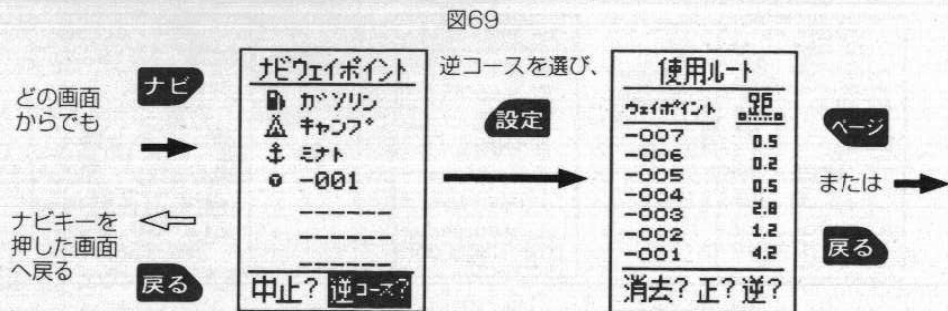 図69
どの画面
からでも
ナビ
ナビキーを
押した画面
へ戻る
戻る
ナビウェイポイント
ガソリン
キャンプ
ミナト
-001
------
------
------
中止? 逆コース?
逆コースを選び、
設定
使用ルート
ウェイポイント 距
-007 0.5
-006 0.2
-005 0.5
-004 2.8
-003 1.2
-002 4.2
-001
消去? 正? 逆?
ページ
または
戻る